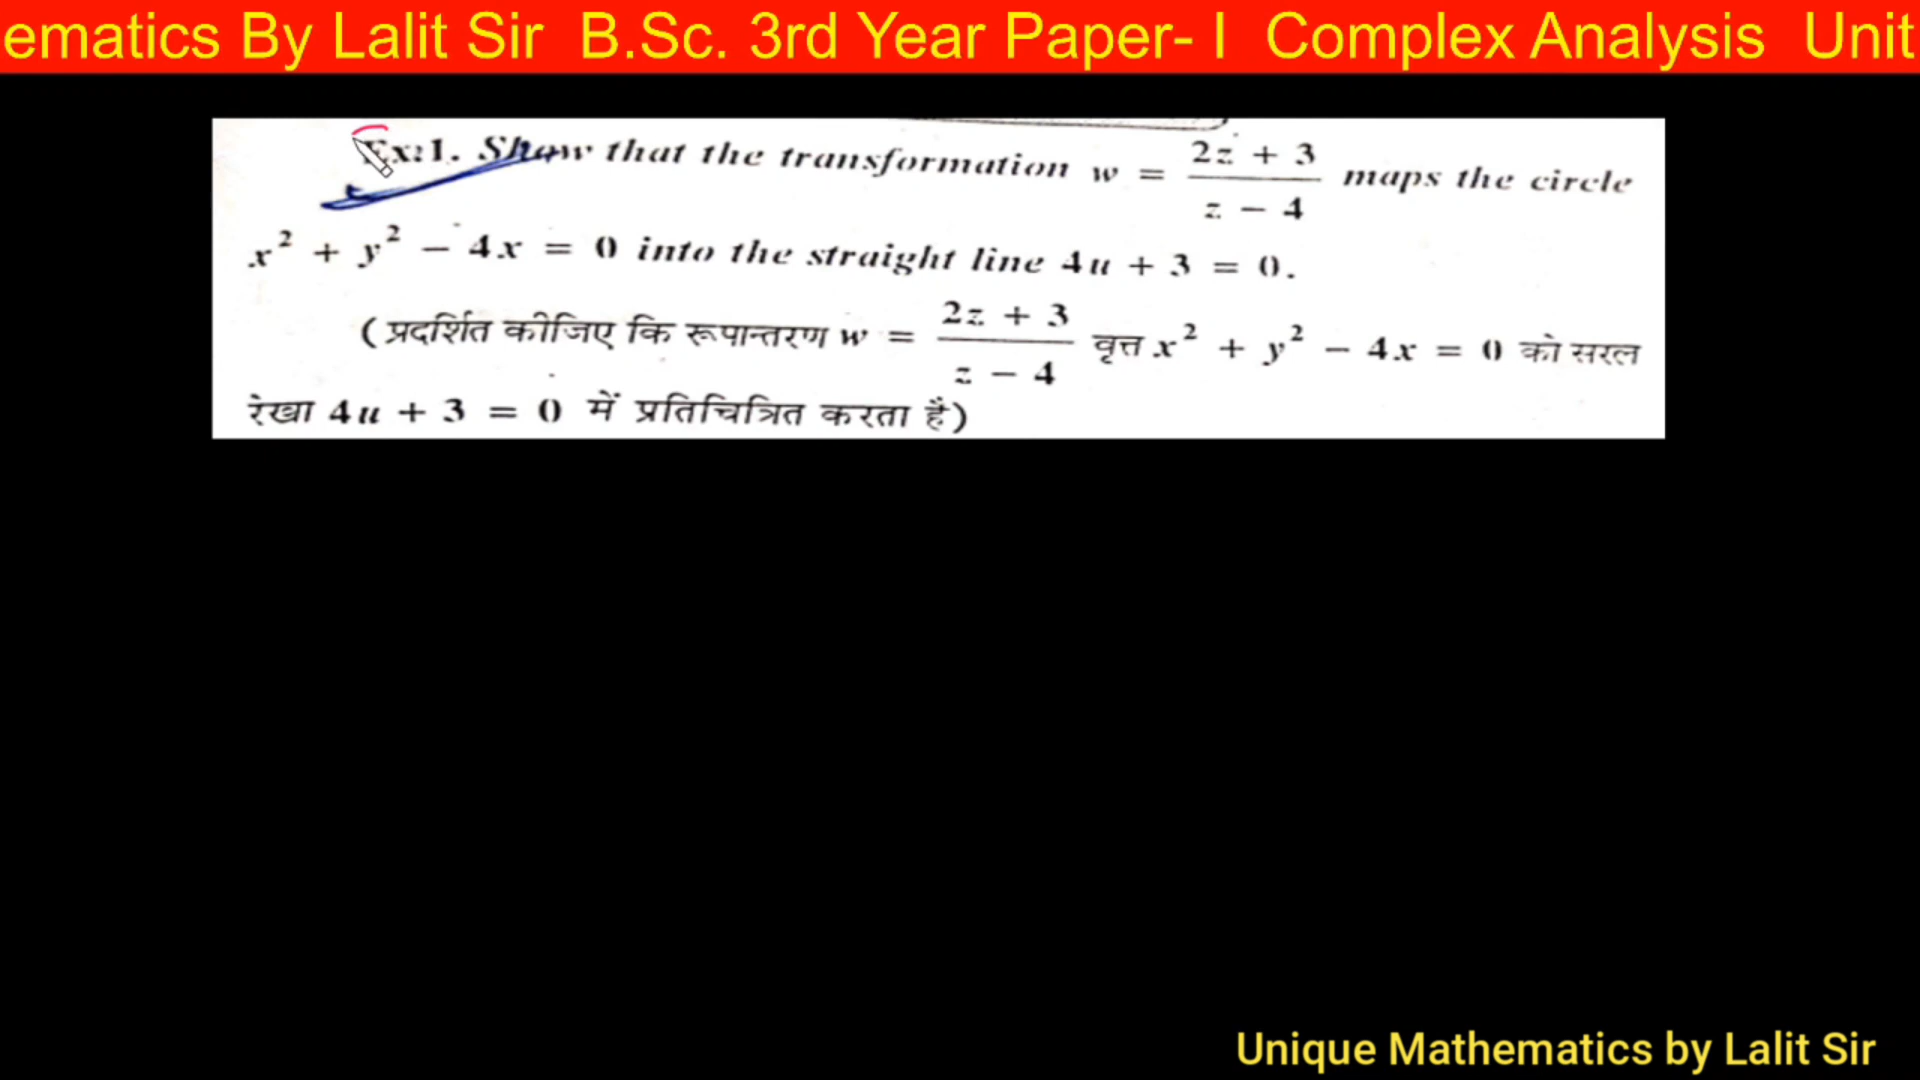 ematics By Lalit Sir B.Sc. 3rd Year Paper- I Complex Analysis Unit
Ex:1. Show that the transformation w = (2z + 3)/(z − 4) maps the circle
x² + y² − 4x = 0 into the straight line 4u + 3 = 0.
(प्रदर्शित कीजिए कि रूपान्तरण w = (2z + 3)/(z − 4) वृत्त x² + y² − 4x = 0 को सरल
रेखा 4u + 3 = 0 में प्रतिचित्रित करता है)
Unique Mathematics by Lalit Sir